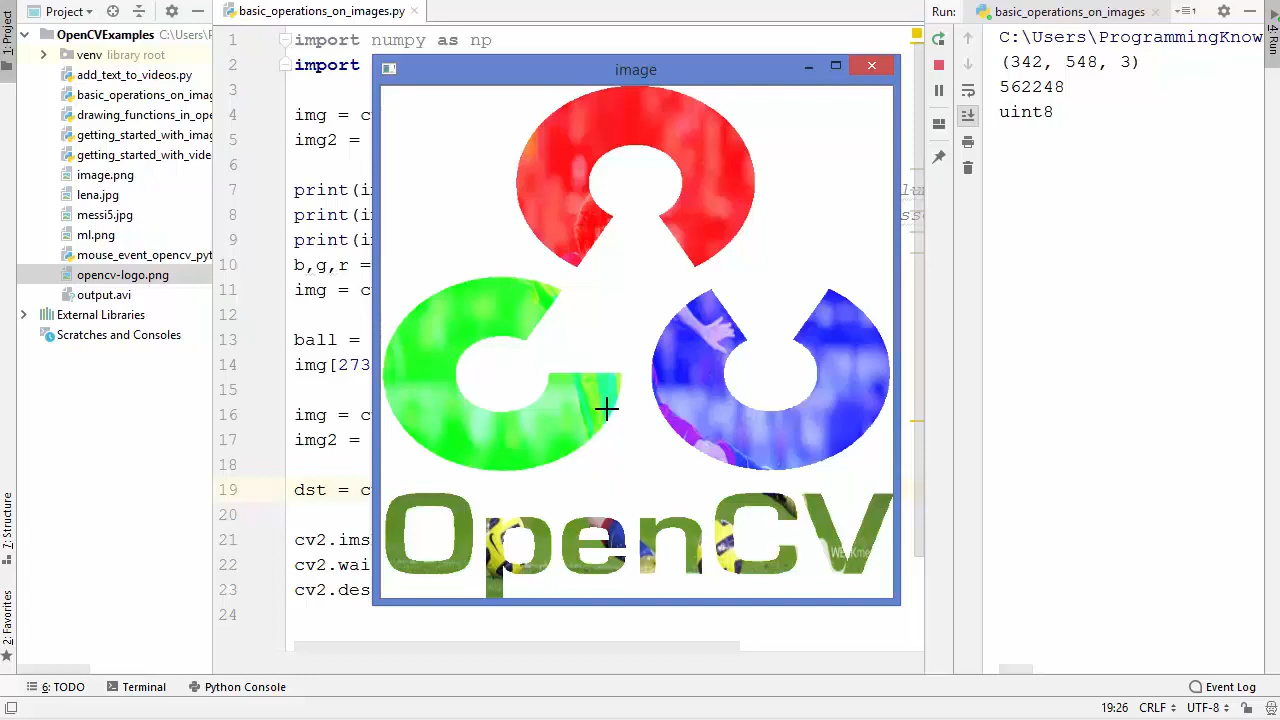 Project
basic_operations_on_images.py
Run:
basic_operations_on_images
1: Project
OpenCVExamples C:\Users\P
venv library root
add_text_to_videos.py
basic_operations_on_imag
drawing_functions_in_ope
getting_started_with_imag
getting_started_with_vide
image.png
lena.jpg
messi5.jpg
ml.png
mouse_event_opencv_pyt
opencv-logo.png
output.avi
External Libraries
Scratches and Consoles
1 import numpy as np
2 import
3
4 img = c
5 img2 =
6
7 print(i
8 print(i
9 print(i
10 b,g,r =
11 img = c
12
13 ball =
14 img[273
15
16 img = c
17 img2 =
18
19 dst = c
20
21 cv2.ims
22 cv2.wai
23 cv2.des
24
image
OpenCV
C:\Users\ProgrammingKnow
(342, 548, 3)
562248
uint8
4: Run
Z: Structure
2: Favorites
6: TODO
Terminal
Python Console
Event Log
19:26 CRLF UTF-8